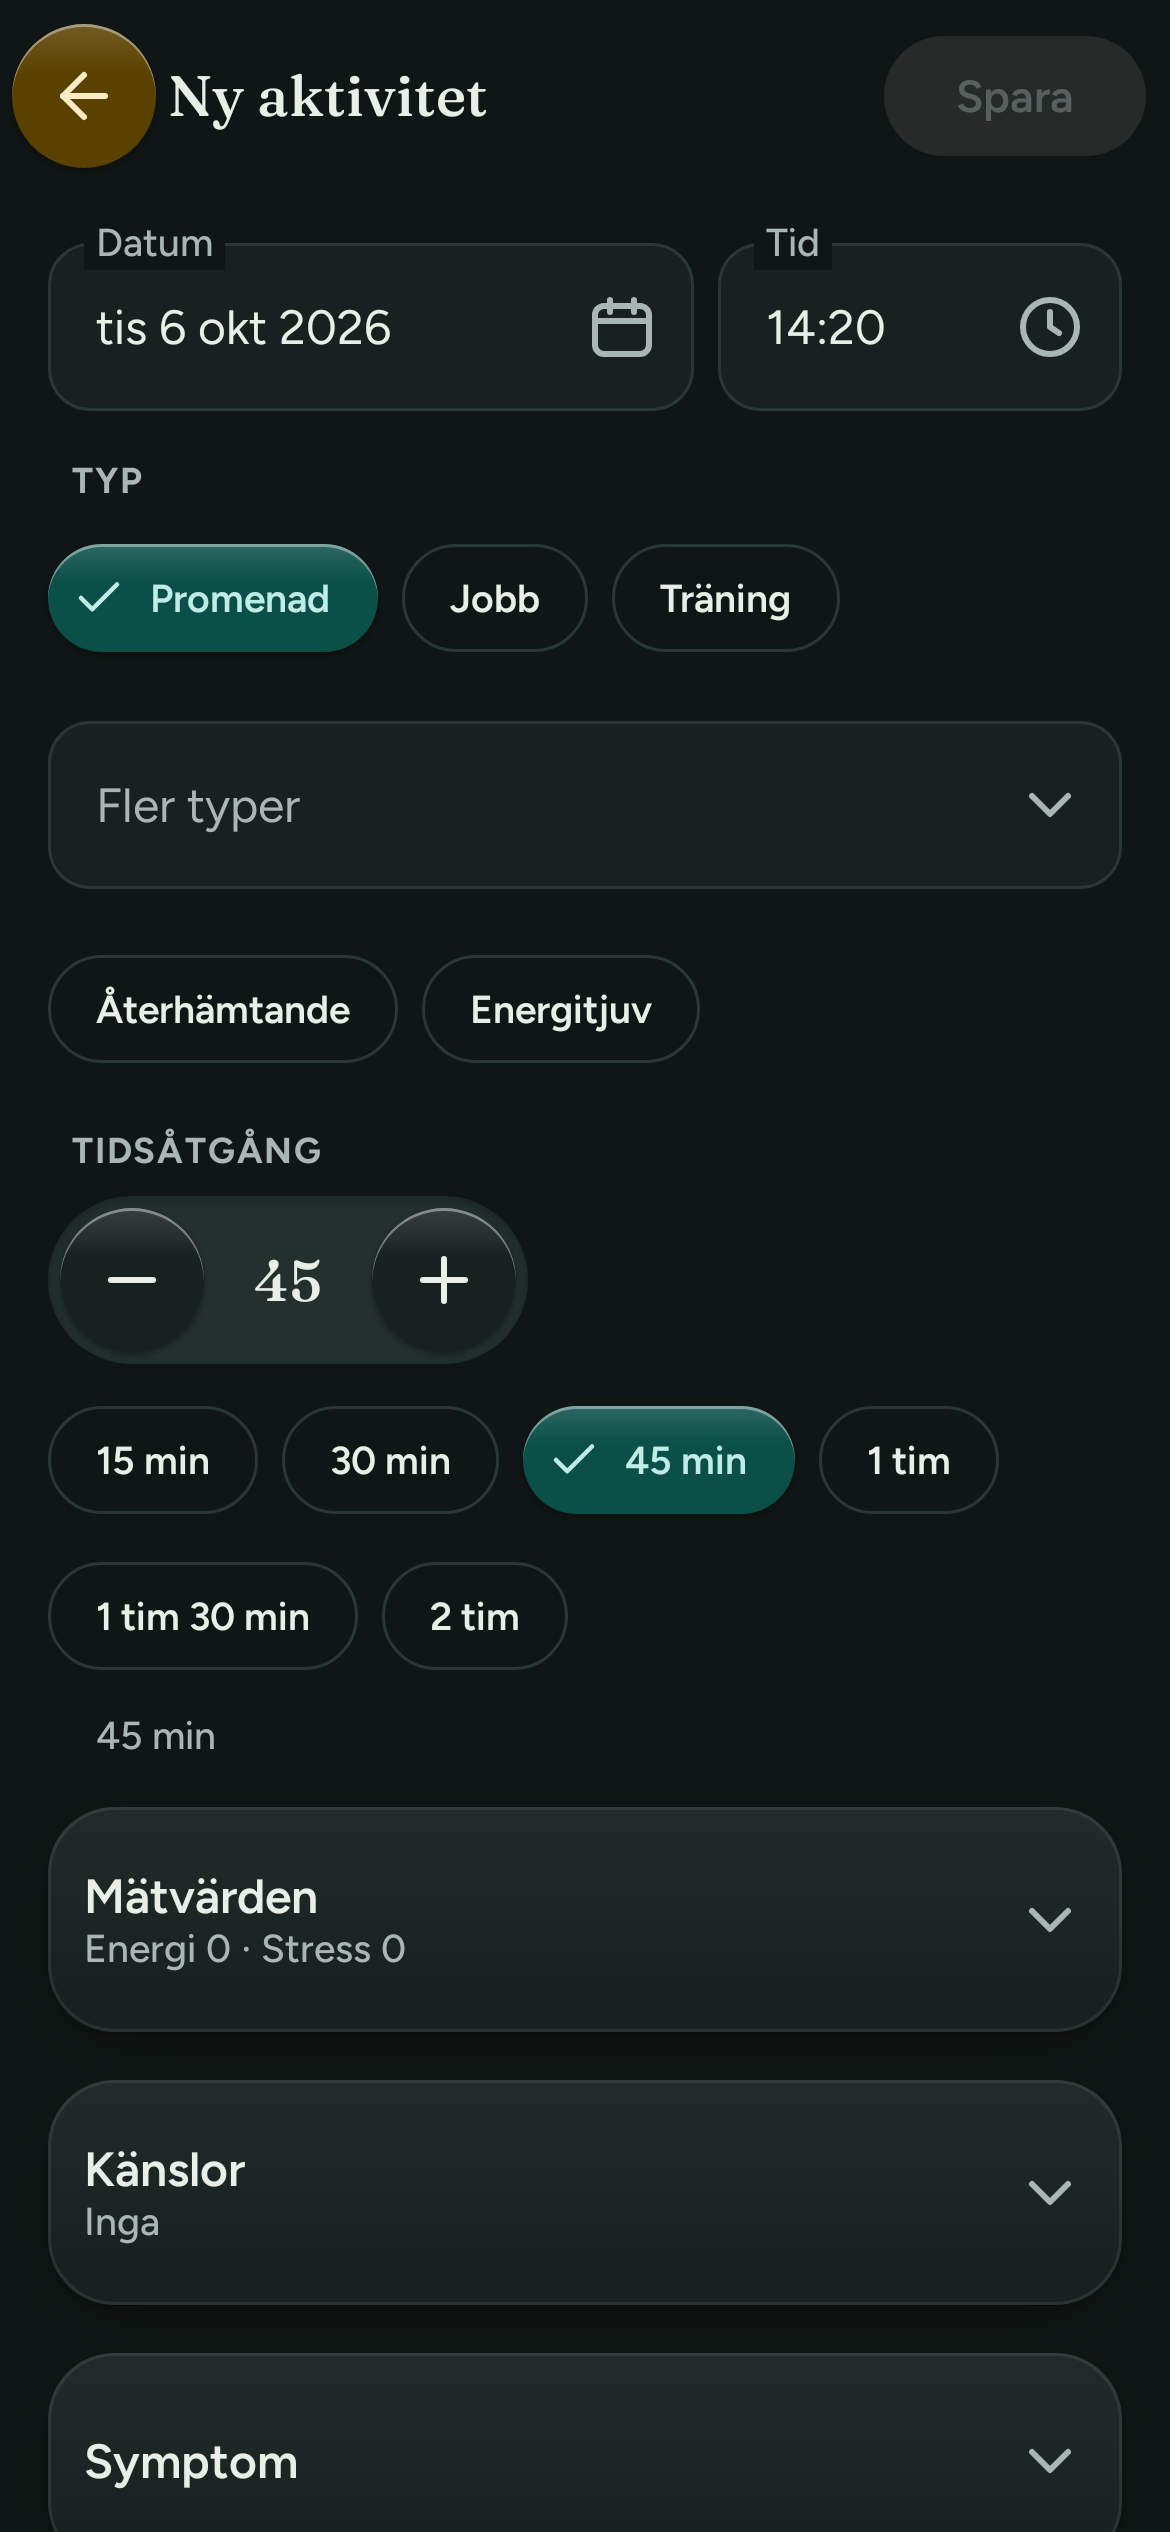 Ny aktivitet
Spara
Datum
Tid
tis 6 okt 2026
14:20
TYP
Promenad
Jobb
Träning
Fler typer
Återhämtande
Energitjuv
TIDSÅTGÅNG
45
15 min
30 min
45 min
1 tim
1 tim 30 min
2 tim
45 min
Mätvärden
Energi 0 · Stress 0
Känslor
Inga
Symptom